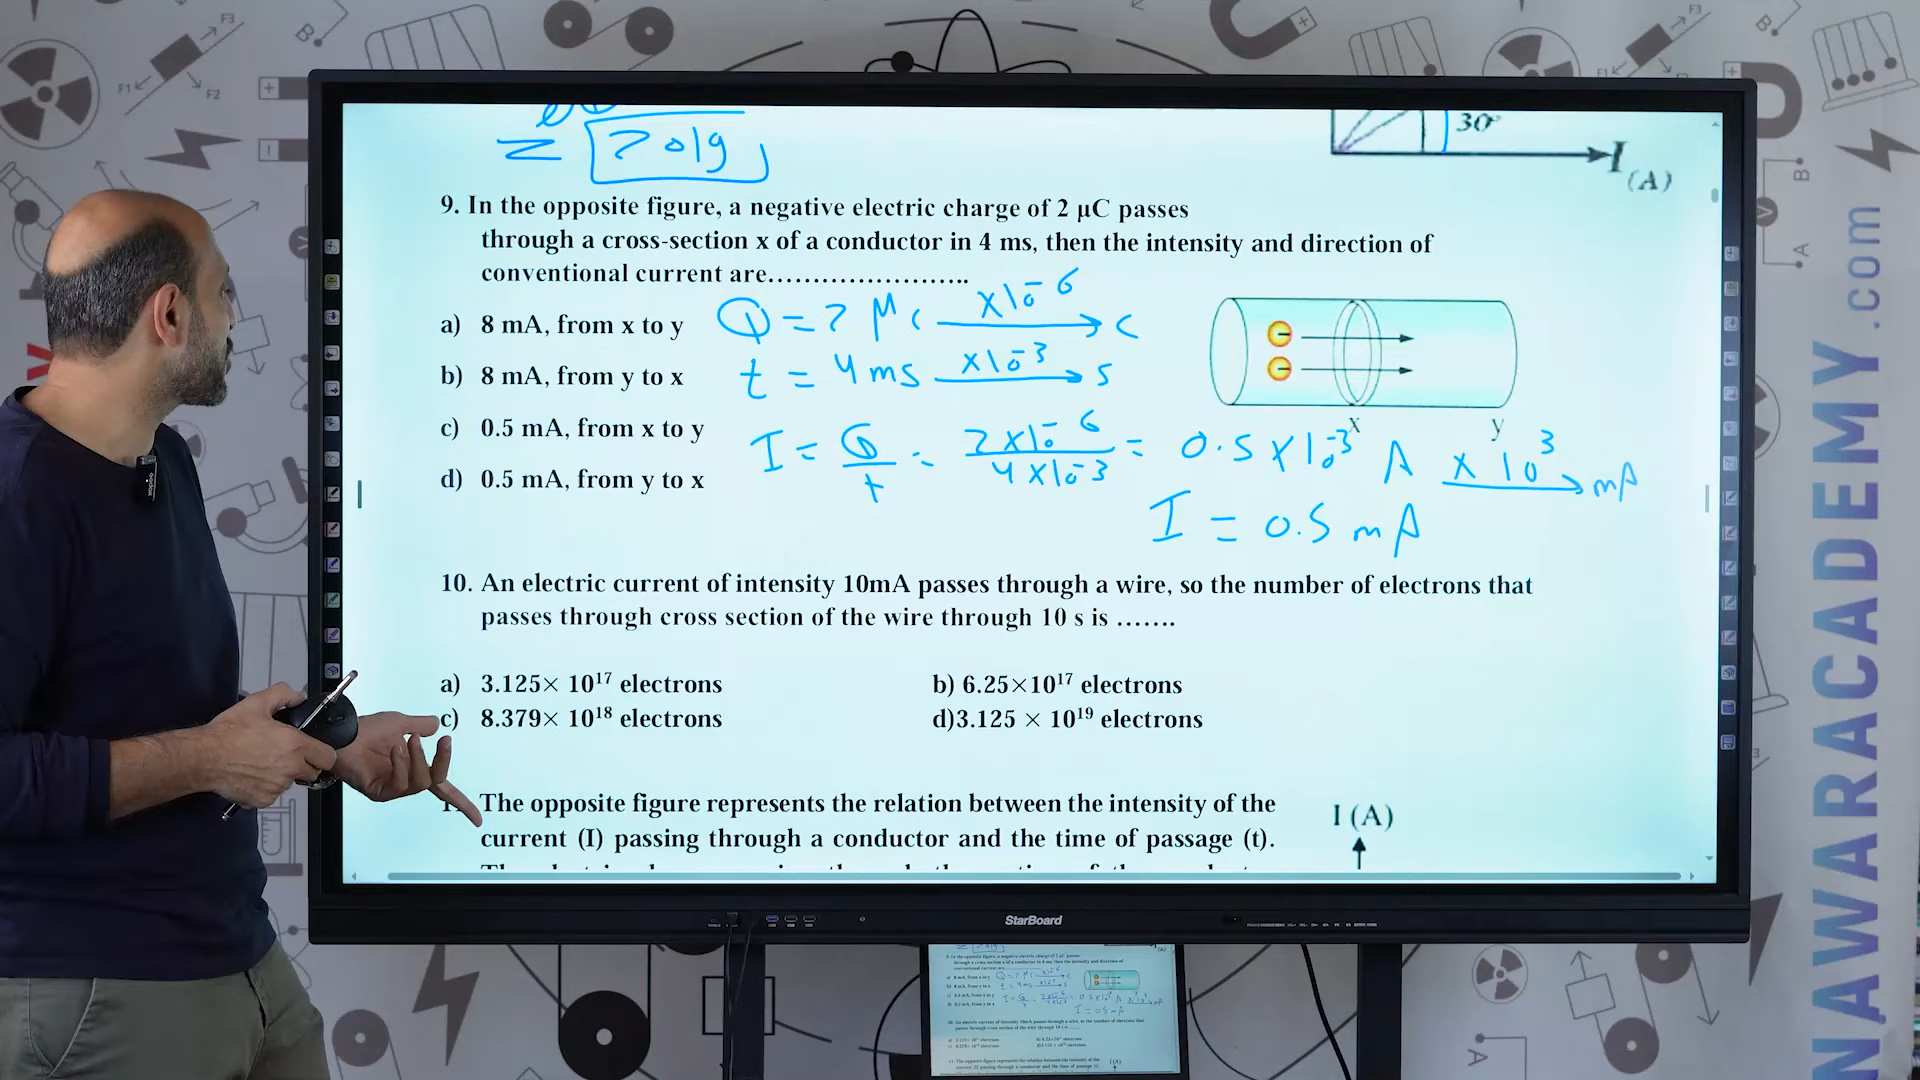 = 2019
30°
I (A)
9. In the opposite figure, a negative electric charge of 2 μC passes
through a cross-section x of a conductor in 4 ms, then the intensity and direction of
conventional current are.......................
a) 8 mA, from x to y
b) 8 mA, from y to x
c) 0.5 mA, from x to y
d) 0.5 mA, from y to x
Q = 2 μC ×10⁻⁶ → C
t = 4ms ×10⁻³ → s
x
y
I = Q/t = 2×10⁻⁶ / 4×10⁻³ = 0.5 ×10⁻³ A ×10³ → mA
I = 0.5 mA
10. An electric current of intensity 10mA passes through a wire, so the number of electrons that
passes through cross section of the wire through 10 s is .......
a) 3.125× 10¹⁷ electrons
b) 6.25×10¹⁷ electrons
c) 8.379× 10¹⁸ electrons
d)3.125 × 10¹⁹ electrons
The opposite figure represents the relation between the intensity of the
current (I) passing through a conductor and the time of passage (t).
I (A)
StarBoard
NAWARACADEMY.com
F3
F1
F2
B
A